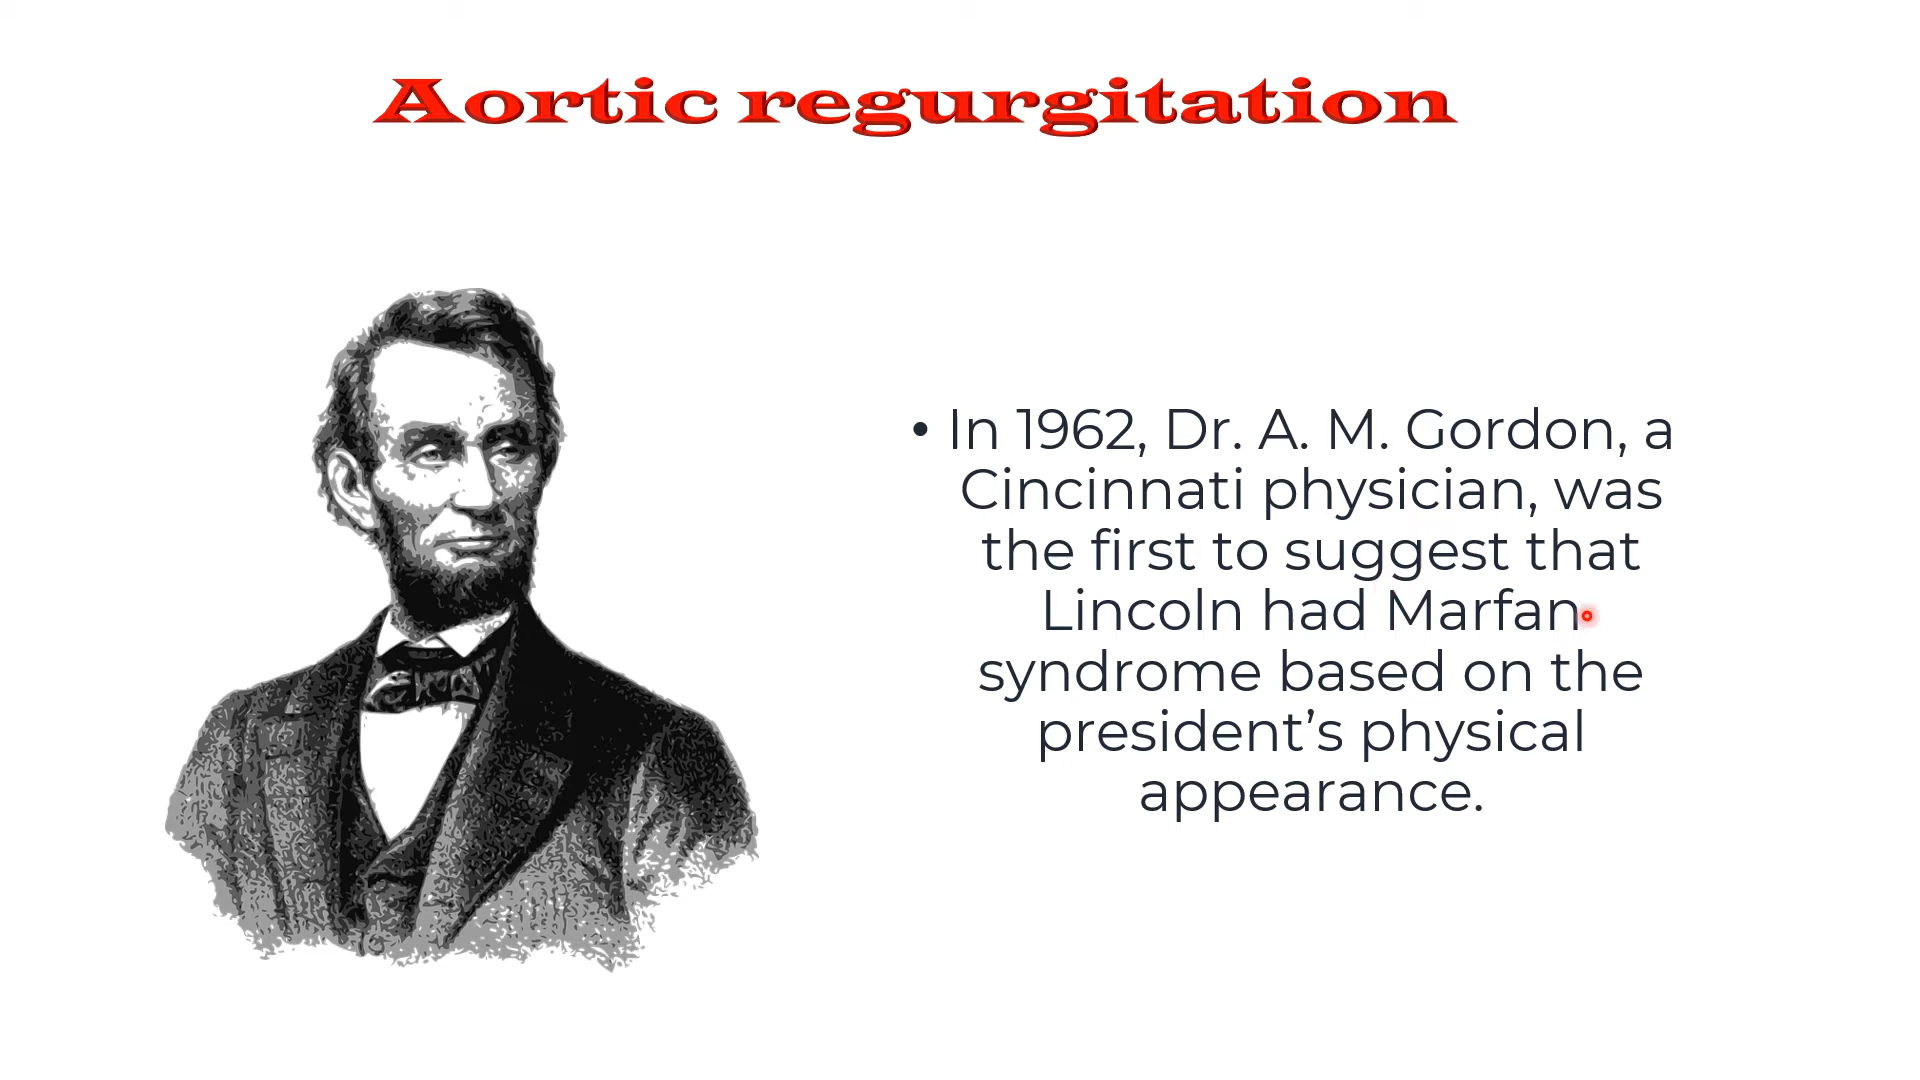 Aortic regurgitation
• In 1962, Dr. A. M. Gordon, a
Cincinnati physician, was
the first to suggest that
Lincoln had Marfan
syndrome based on the
president’s physical
appearance.